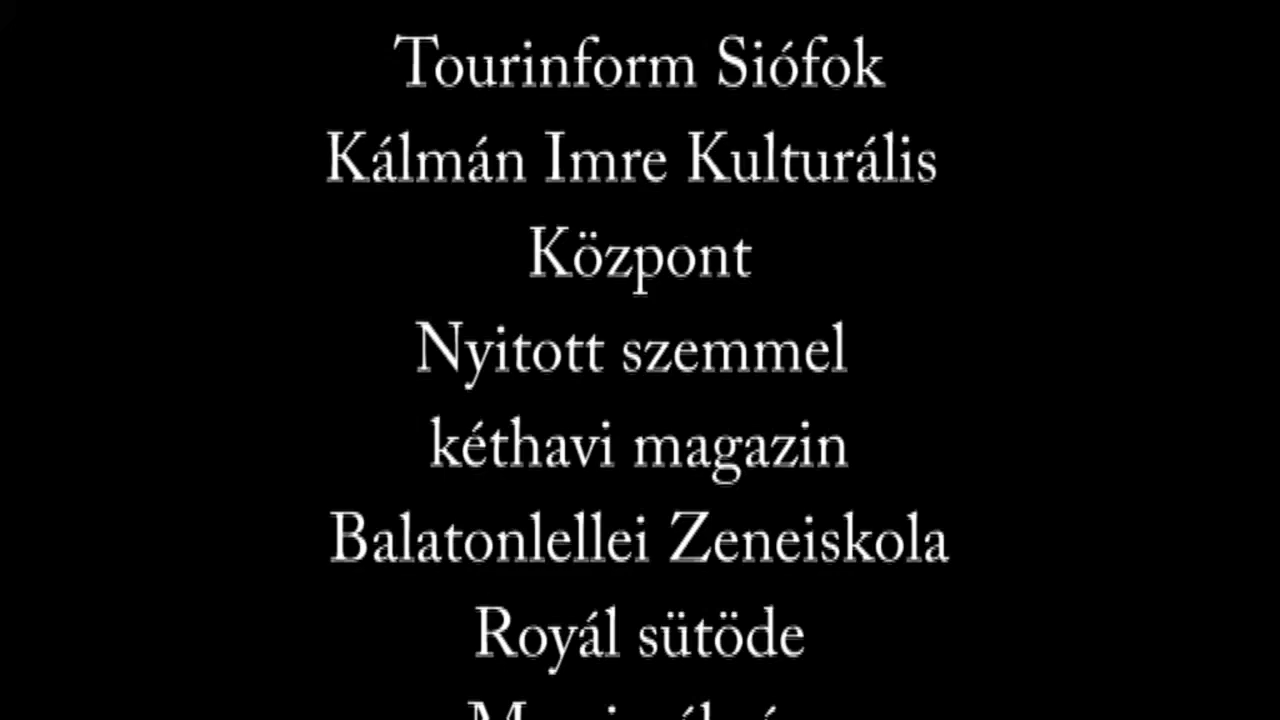 Tourinform Siófok
Kálmán Imre Kulturális
Központ
Nyitott szemmel
kéthavi magazin
Balatonlellei Zeneiskola
Royál sütöde